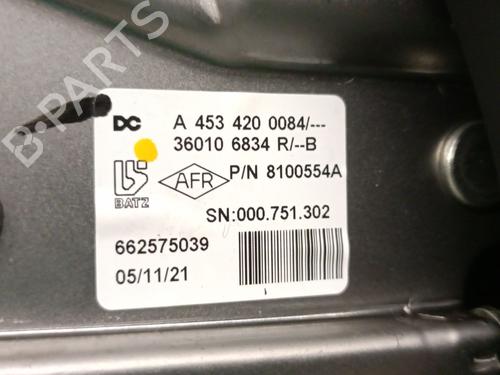 B-PARTS
DC A 453 420 0084/---
36010 6834 R/--B
BATZ AFR P/N 8100554A
SN:000.751.302
662575039
05/11/21